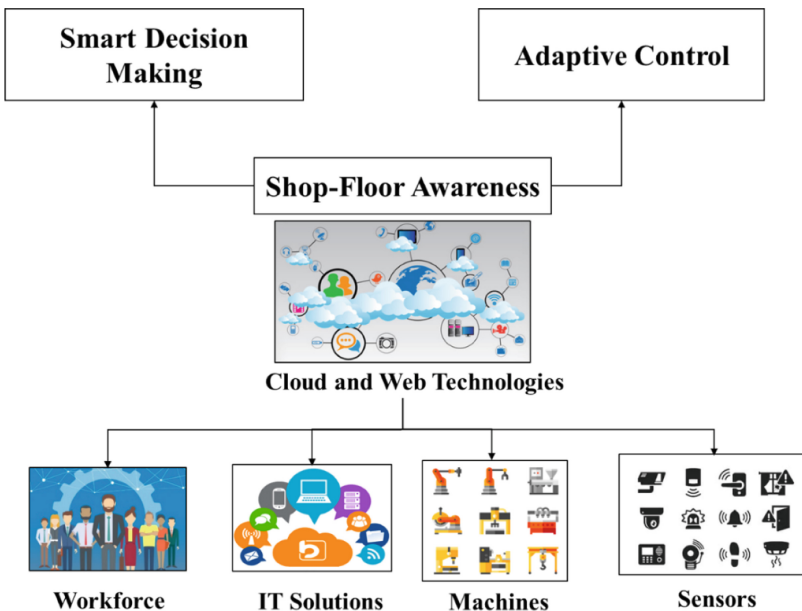 Smart Decision
Making
Adaptive Control
Shop-Floor Awareness
Cloud and Web Technologies
Workforce
IT Solutions
Machines
Sensors